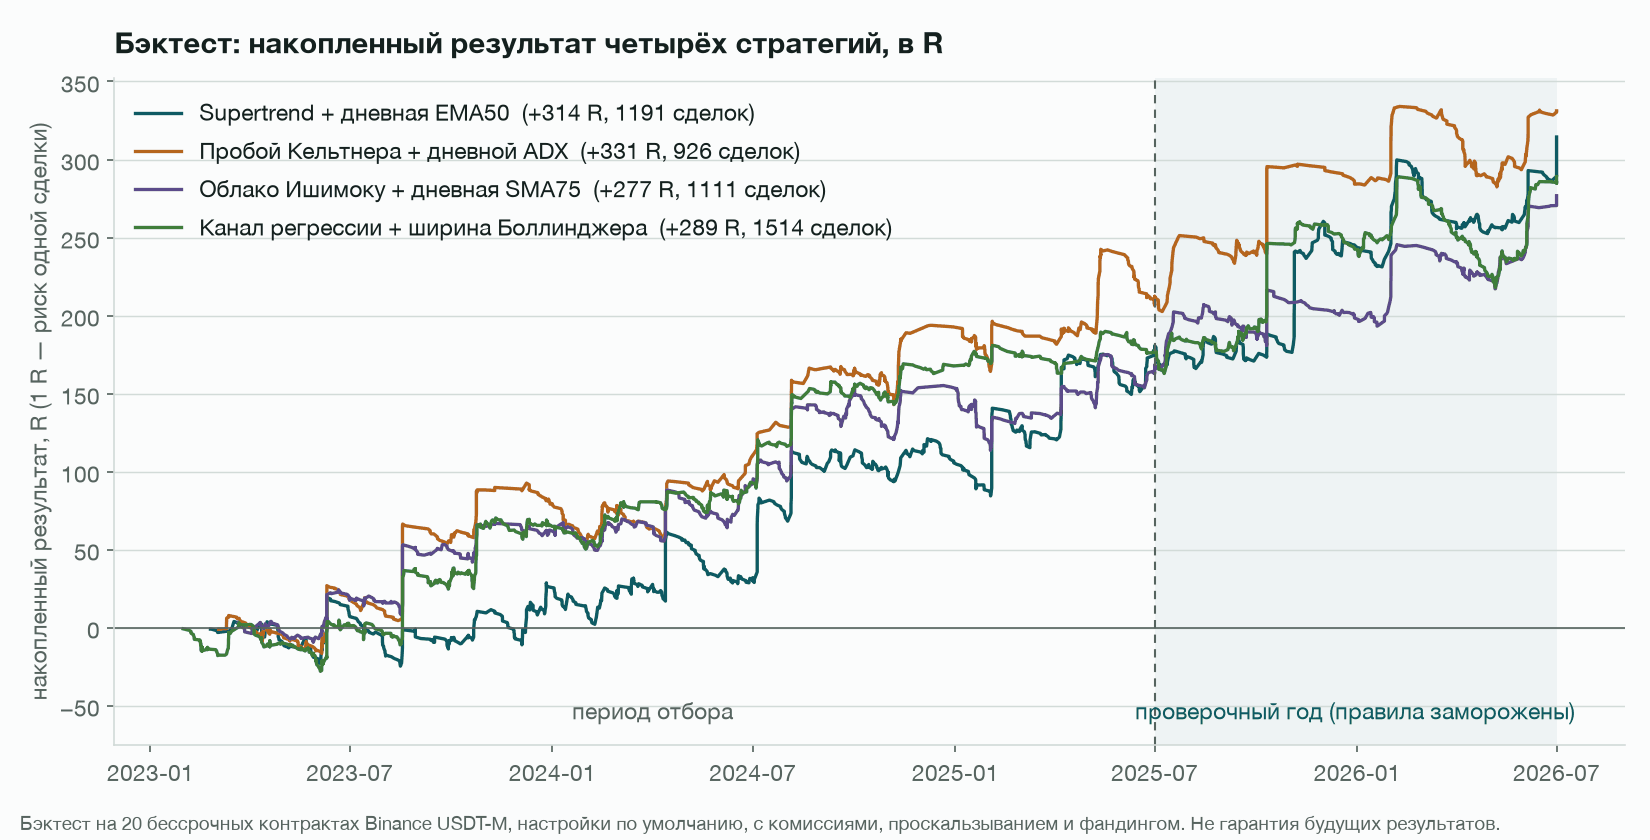 Бэктест: накопленный результат четырёх стратегий, в R
накопленный результат, R (1 R — риск одной сделки)
350
300
250
200
150
100
50
0
−50
Supertrend + дневная EMA50 (+314 R, 1191 сделок)
Пробой Кельтнера + дневной ADX (+331 R, 926 сделок)
Облако Ишимоку + дневная SMA75 (+277 R, 1111 сделок)
Канал регрессии + ширина Боллинджера (+289 R, 1514 сделок)
период отбора
проверочный год (правила заморожены)
2023-01
2023-07
2024-01
2024-07
2025-01
2025-07
2026-01
2026-07
Бэктест на 20 бессрочных контрактах Binance USDT-M, настройки по умолчанию, с комиссиями, проскальзыванием и фандингом. Не гарантия будущих результатов.